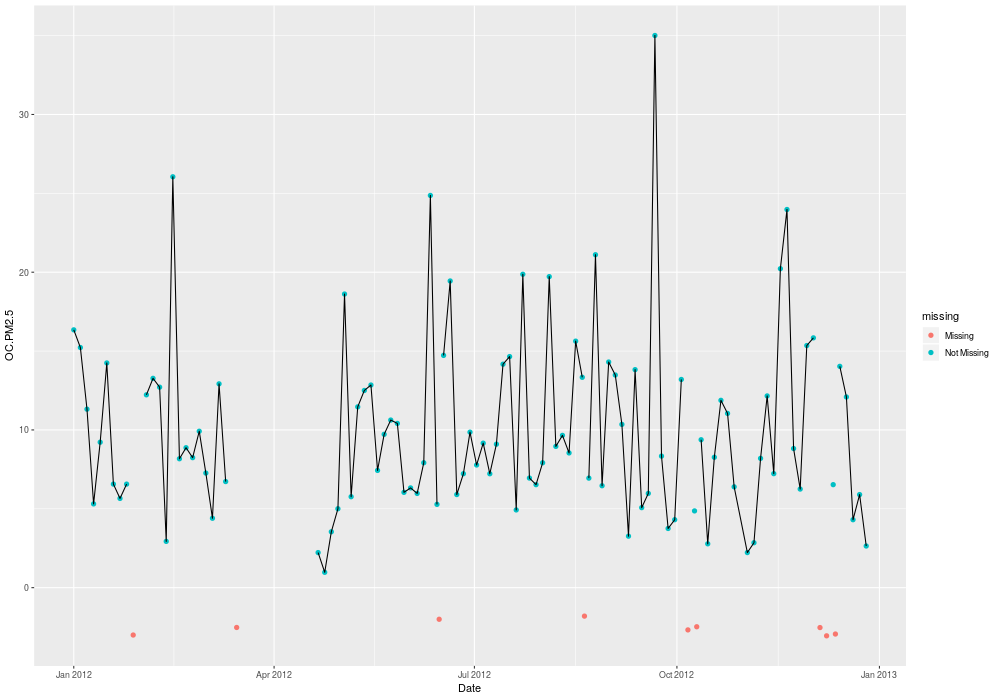 30
20
10
0
OC.PM2.5
Jan 2012
Apr 2012
Jul 2012
Oct 2012
Jan 2013
Date
missing
Missing
Not Missing